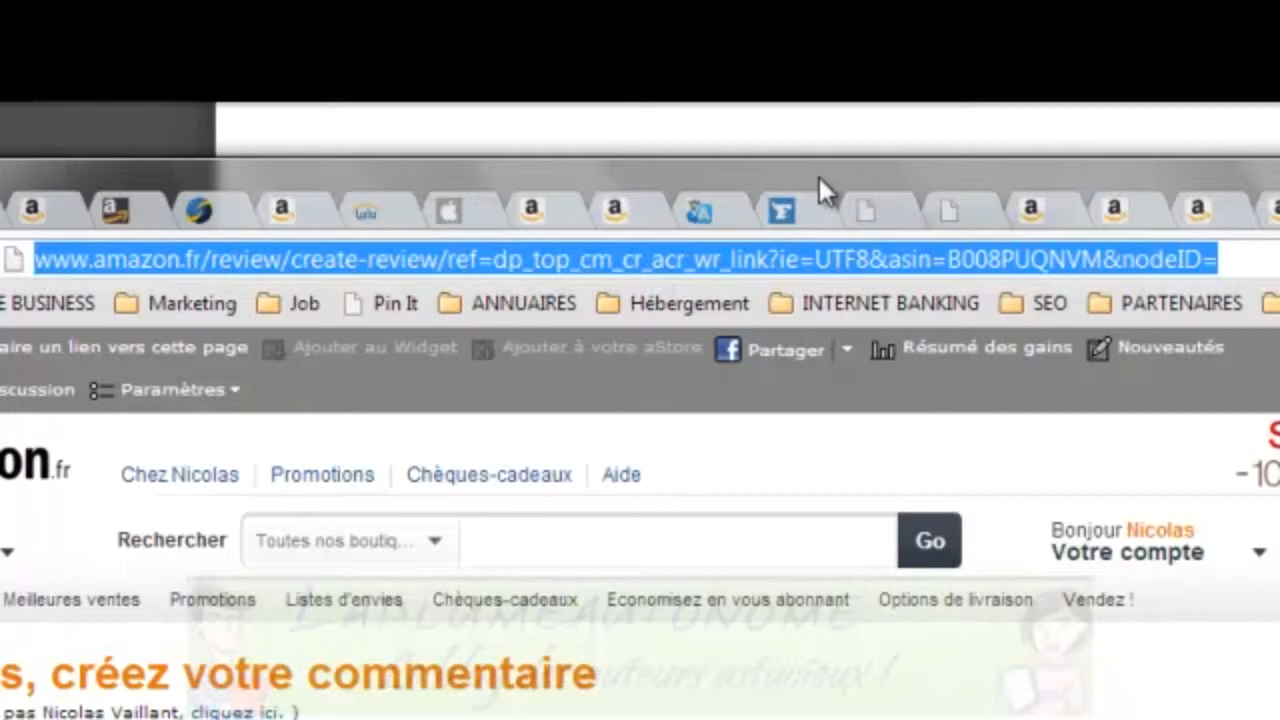 www.amazon.fr/review/create-review/ref=dp_top_cm_cr_acr_wr_link?ie=UTF8&asin=B008PUQNVM&nodeID=
E BUSINESS Marketing Job Pin It ANNUAIRES Hébergement INTERNET BANKING SEO PARTENAIRES
aire un lien vers cette page Ajouter au Widget Ajouter à votre aStore Partager Résumé des gains Nouveautés
scussion Paramètres
on.fr Chez Nicolas Promotions Chèques-cadeaux Aide
-10
Rechercher Toutes nos boutiq... Go Bonjour Nicolas
Votre compte
Meilleures ventes Promotions Listes d'envies Chèques-cadeaux Economisez en vous abonnant Options de livraison Vendez !
LAPLUMEAUTONOME
s, créez votre commentaire
auteurs astucieux !
pas Nicolas Vaillant, cliquez ici. )